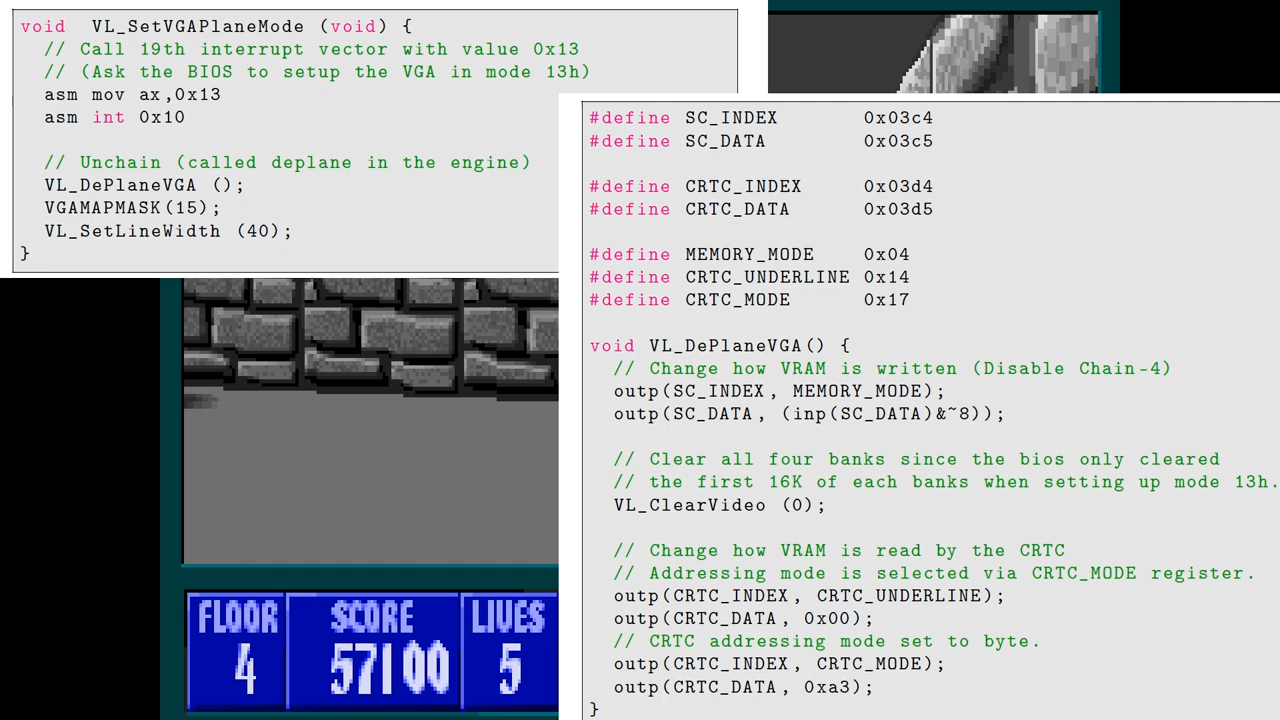 void VL_SetVGAPlaneMode (void) {
// Call 19th interrupt vector with value 0x13
// (Ask the BIOS to setup the VGA in mode 13h)
asm mov ax,0x13
asm int 0x10
// Unchain (called deplane in the engine)
VL_DePlaneVGA ();
VGAMAPMASK(15);
VL_SetLineWidth (40);
}
#define SC_INDEX 0x03c4
#define SC_DATA 0x03c5
#define CRTC_INDEX 0x03d4
#define CRTC_DATA 0x03d5
#define MEMORY_MODE 0x04
#define CRTC_UNDERLINE 0x14
#define CRTC_MODE 0x17
void VL_DePlaneVGA() {
// Change how VRAM is written (Disable Chain-4)
outp(SC_INDEX, MEMORY_MODE);
outp(SC_DATA, (inp(SC_DATA)&~8));
// Clear all four banks since the bios only cleared
// the first 16K of each banks when setting up mode 13h.
VL_ClearVideo (0);
// Change how VRAM is read by the CRTC
// Addressing mode is selected via CRTC_MODE register.
outp(CRTC_INDEX, CRTC_UNDERLINE);
outp(CRTC_DATA, 0x00);
// CRTC addressing mode set to byte.
outp(CRTC_INDEX, CRTC_MODE);
outp(CRTC_DATA, 0xa3);
}
FLOOR SCORE LIVES
4 57100 5